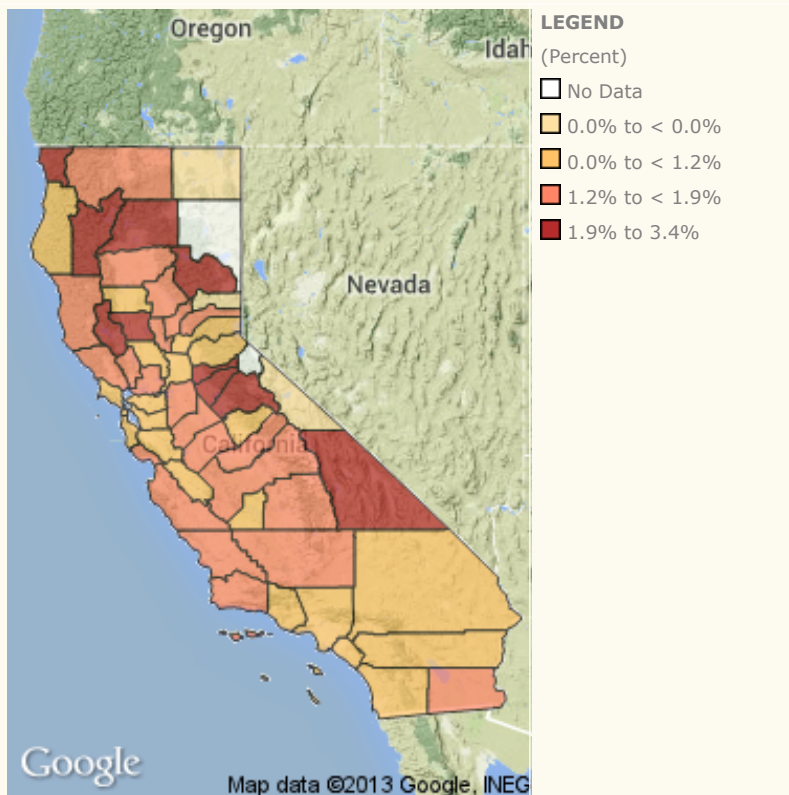 Oregon
Idah
Nevada
California
Google
Map data ©2013 Google, INEG
LEGEND
(Percent)
No Data
0.0% to < 0.0%
0.0% to < 1.2%
1.2% to < 1.9%
1.9% to 3.4%